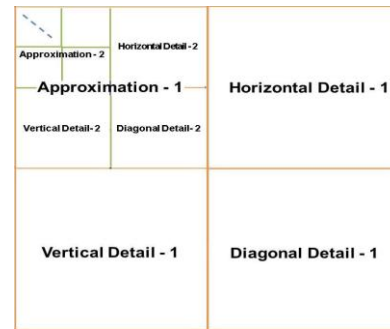 Horizontal Detail-2
Approximation - 2
Approximation - 1
Horizontal Detail - 1
Vertical Detail-2
Diagonal Detail- 2
Vertical Detail - 1
Diagonal Detail - 1